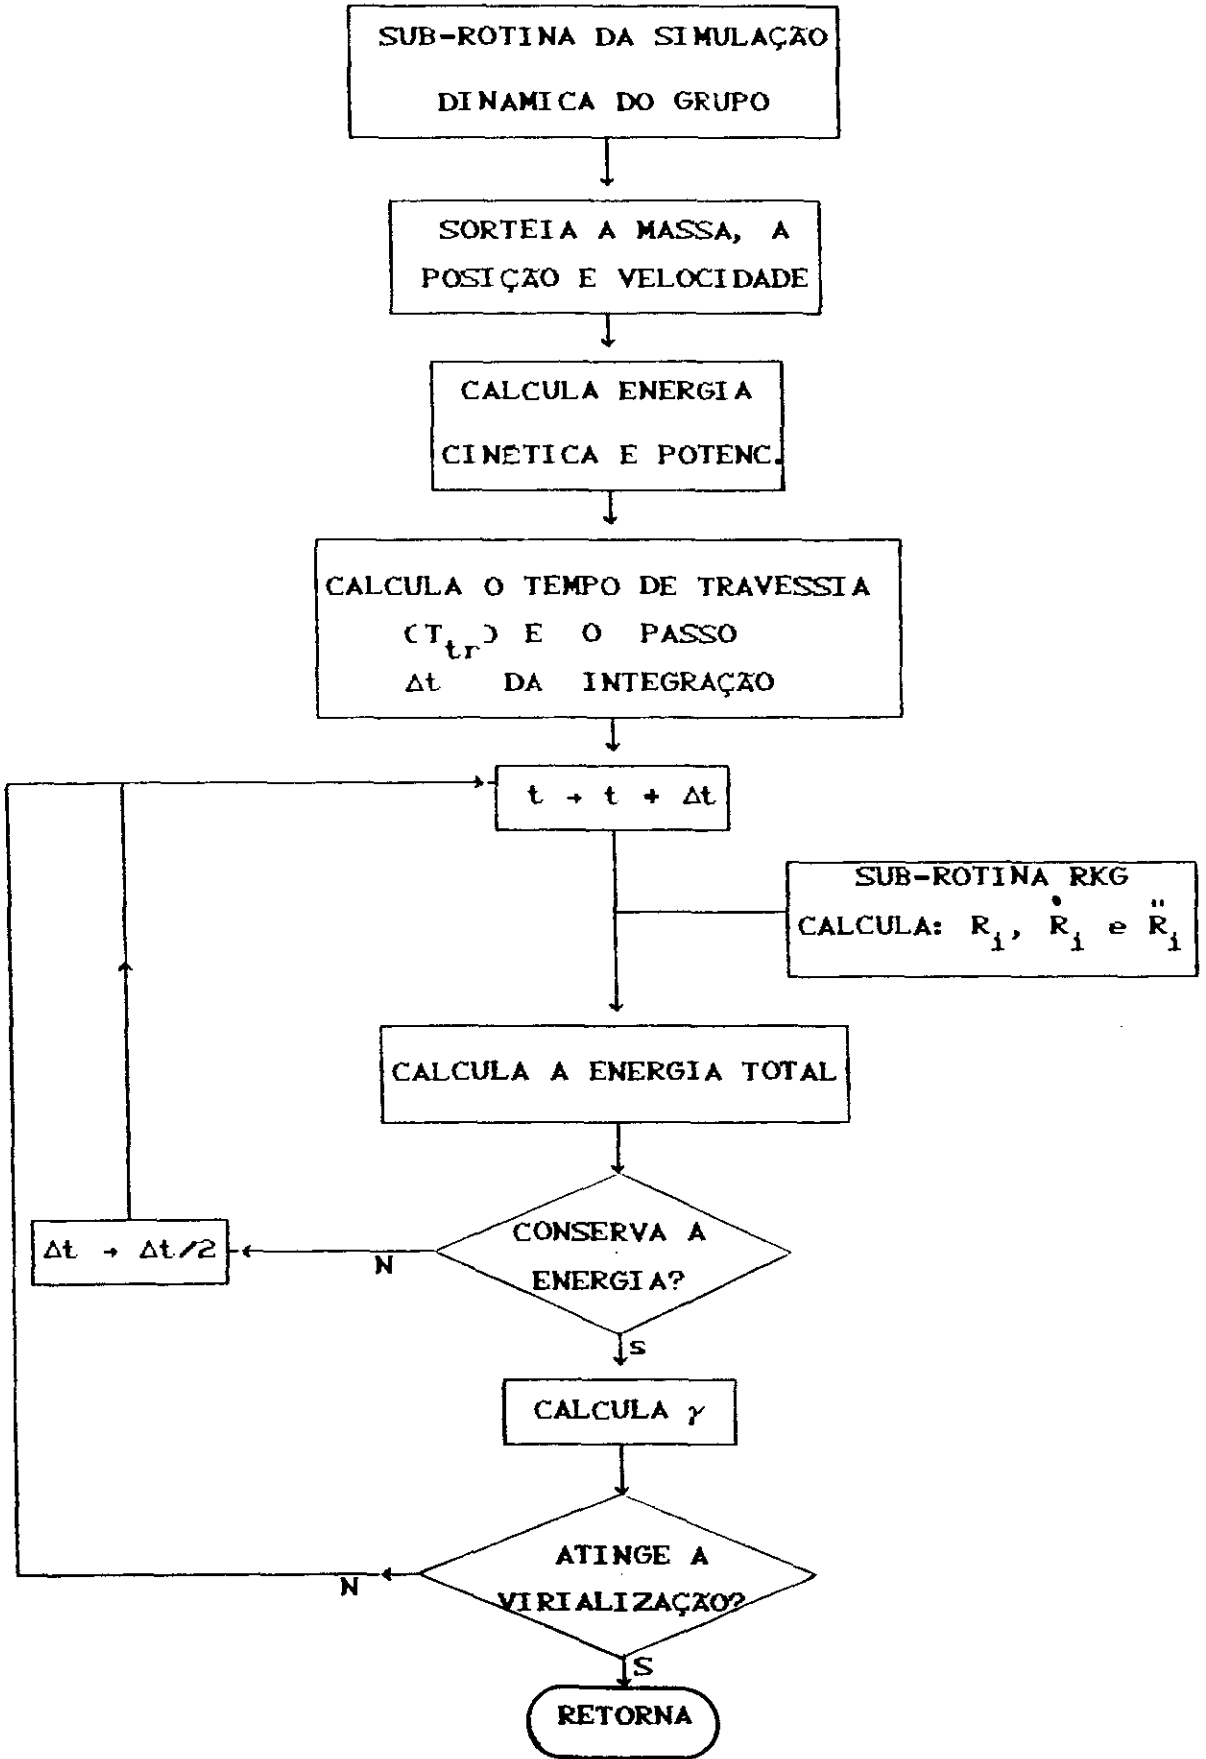 SUB-ROTINA DA SIMULAÇÃO
DINAMICA DO GRUPO
SORTEIA A MASSA, A
POSIÇÃO E VELOCIDADE
CALCULA ENERGIA
CINÉTICA E POTENC.
CALCULA O TEMPO DE TRAVESSIA
(T_tr) E O PASSO
Δt DA INTEGRAÇÃO
t → t + Δt
SUB-ROTINA RKG
CALCULA: R_i, Ṙ_i e R̈_i
CALCULA A ENERGIA TOTAL
CONSERVA A
ENERGIA?
N
Δt → Δt/2
S
CALCULA γ
ATINGE A
VIRIALIZAÇÃO?
N
S
RETORNA